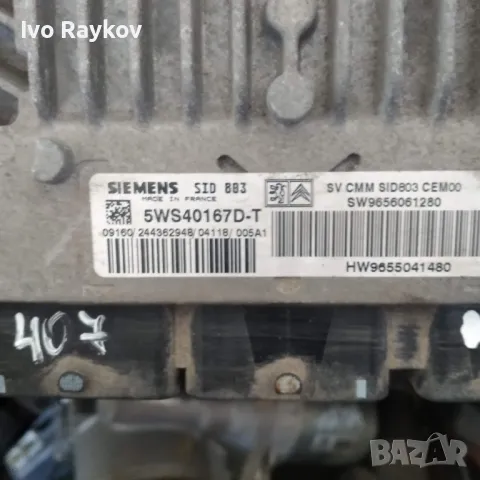 Ivo Raykov
SIEMENS SID 803
MADE IN FRANCE
5WS40167D-T
09160/244362948/04118/ 005A1
SV CMM SID803 CEM00
SW9656061280
HW9655041480
407
BAZAR
bg